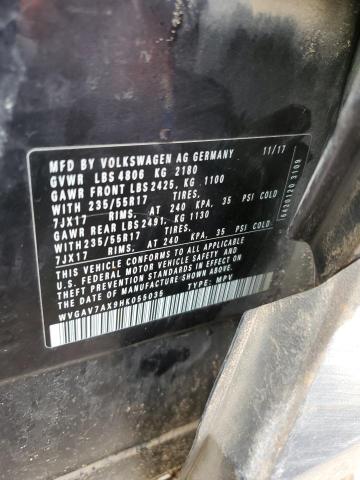 MFD BY VOLKSWAGEN AG GERMANY 11/17
GVWR LBS 4806 KG 2180
GAWR FRONT LBS 2425, KG 1100
WITH 235/55R17 TIRES,
7JX17 RIMS, AT 240 KPA, 35 PSI COLD
GAWR REAR LBS 2491, KG 1130
WITH 235/55R17 TIRES,
7JX17 RIMS, AT 240 KPA, 35 PSI COLD
THIS VEHICLE CONFORMS TO ALL APPLICABLE
U.S. FEDERAL MOTOR VEHICLE SAFETY AND
THEFT PREVENTION STANDARDS IN EFFECT ON
THE DATE OF MANUFACTURE SHOWN ABOVE.
WVGAV7AX9HK055035 TYPE: MPV